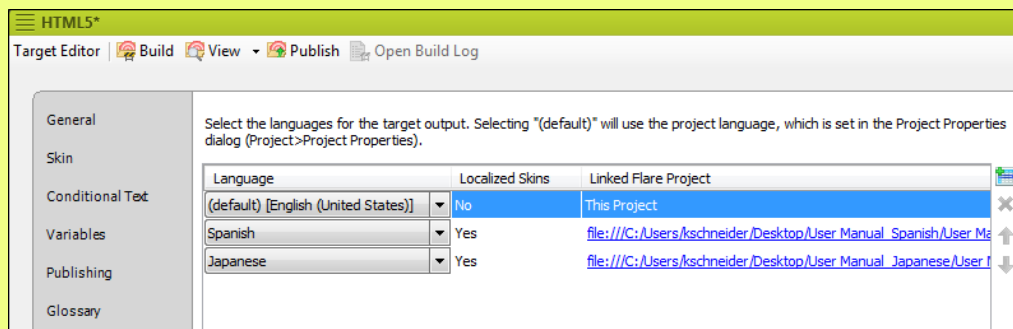 HTML5*
Target Editor Build View Publish Open Build Log
General
Skin
Conditional Text
Variables
Publishing
Glossary
Select the languages for the target output. Selecting "(default)" will use the project language, which is set in the Project Properties
dialog (Project>Project Properties).
Language Localized Skins Linked Flare Project
(default) [English (United States)] No This Project
Spanish Yes file:///C:/Users/kschneider/Desktop/User Manual_Spanish/User Ma
Japanese Yes file:///C:/Users/kschneider/Desktop/User Manual_Japanese/User